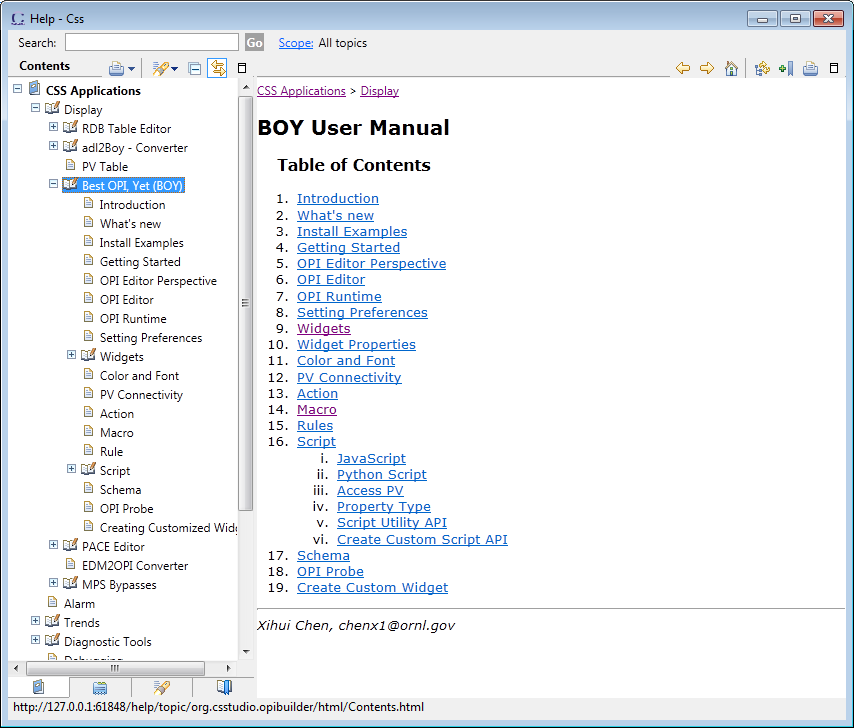 Help - Css
Search:
Go
Scope: All topics
Contents
CSS Applications
Display
RDB Table Editor
adl2Boy - Converter
PV Table
Best OPI, Yet (BOY)
Introduction
What's new
Install Examples
Getting Started
OPI Editor Perspective
OPI Editor
OPI Runtime
Setting Preferences
Widgets
Color and Font
PV Connectivity
Action
Macro
Rule
Script
Schema
OPI Probe
Creating Customized Widg
PACE Editor
EDM2OPI Converter
MPS Bypasses
Alarm
Trends
Diagnostic Tools
Debugging
CSS Applications > Display
BOY User Manual
Table of Contents
1. Introduction
2. What's new
3. Install Examples
4. Getting Started
5. OPI Editor Perspective
6. OPI Editor
7. OPI Runtime
8. Setting Preferences
9. Widgets
10. Widget Properties
11. Color and Font
12. PV Connectivity
13. Action
14. Macro
15. Rules
16. Script
i. JavaScript
ii. Python Script
iii. Access PV
iv. Property Type
v. Script Utility API
vi. Create Custom Script API
17. Schema
18. OPI Probe
19. Create Custom Widget
Xihui Chen, chenx1@ornl.gov
http://127.0.0.1:61848/help/topic/org.csstudio.opibuilder/html/Contents.html